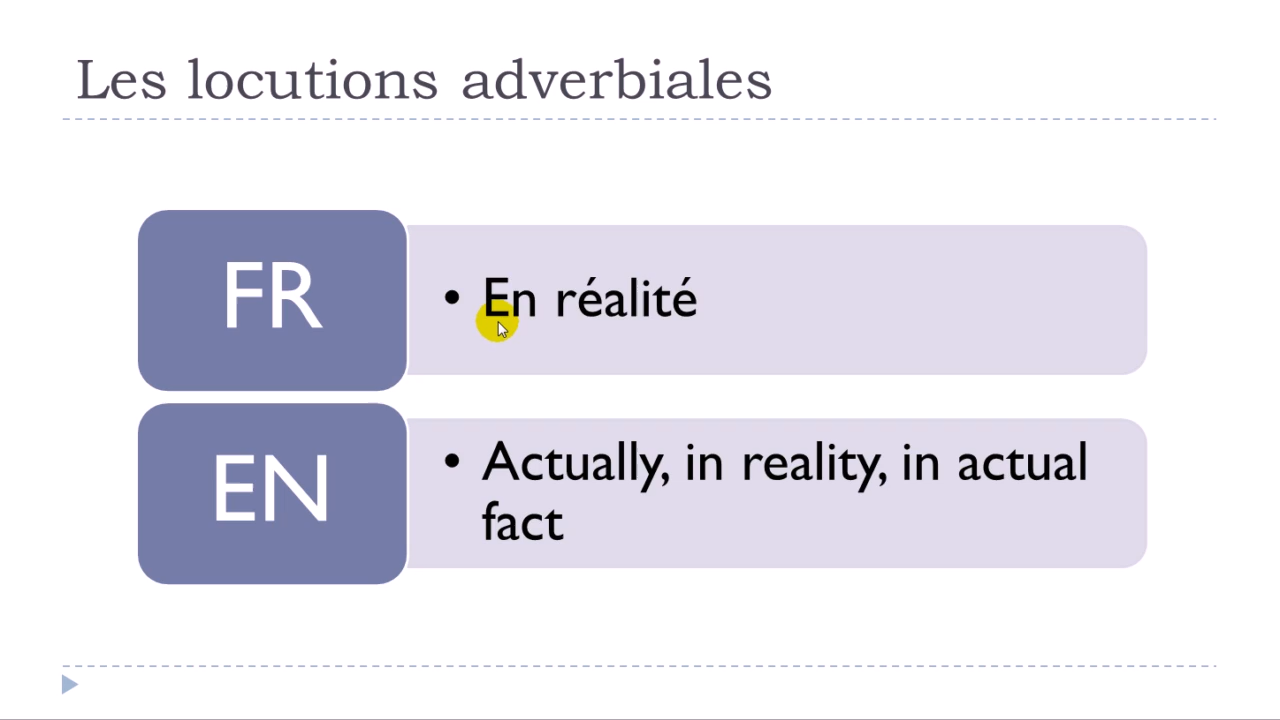 Les locutions adverbiales
FR
• En réalité
EN
• Actually, in reality, in actual
fact